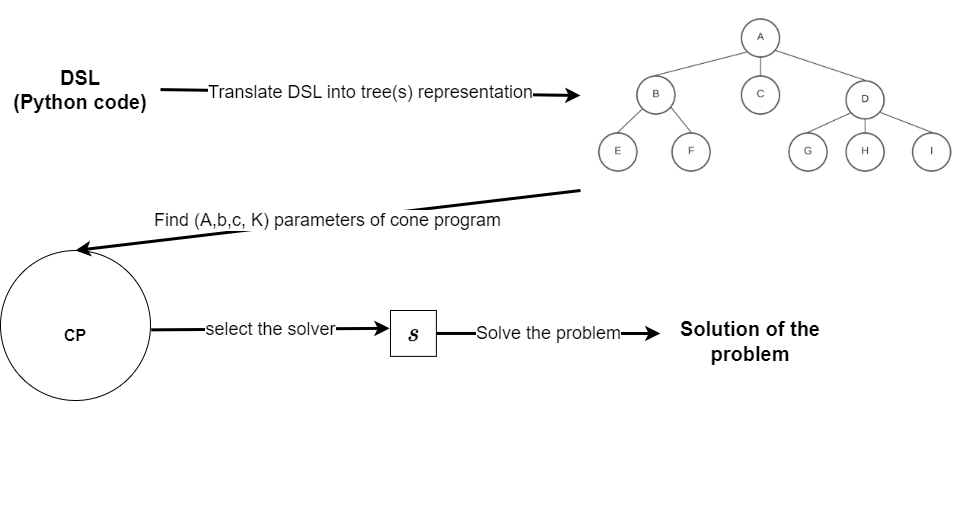 DSL
(Python code)
Translate DSL into tree(s) representation
A
B
C
D
E
F
G
H
I
Find (A,b,c, K) parameters of cone program
CP
select the solver
s
Solve the problem
Solution of the
problem